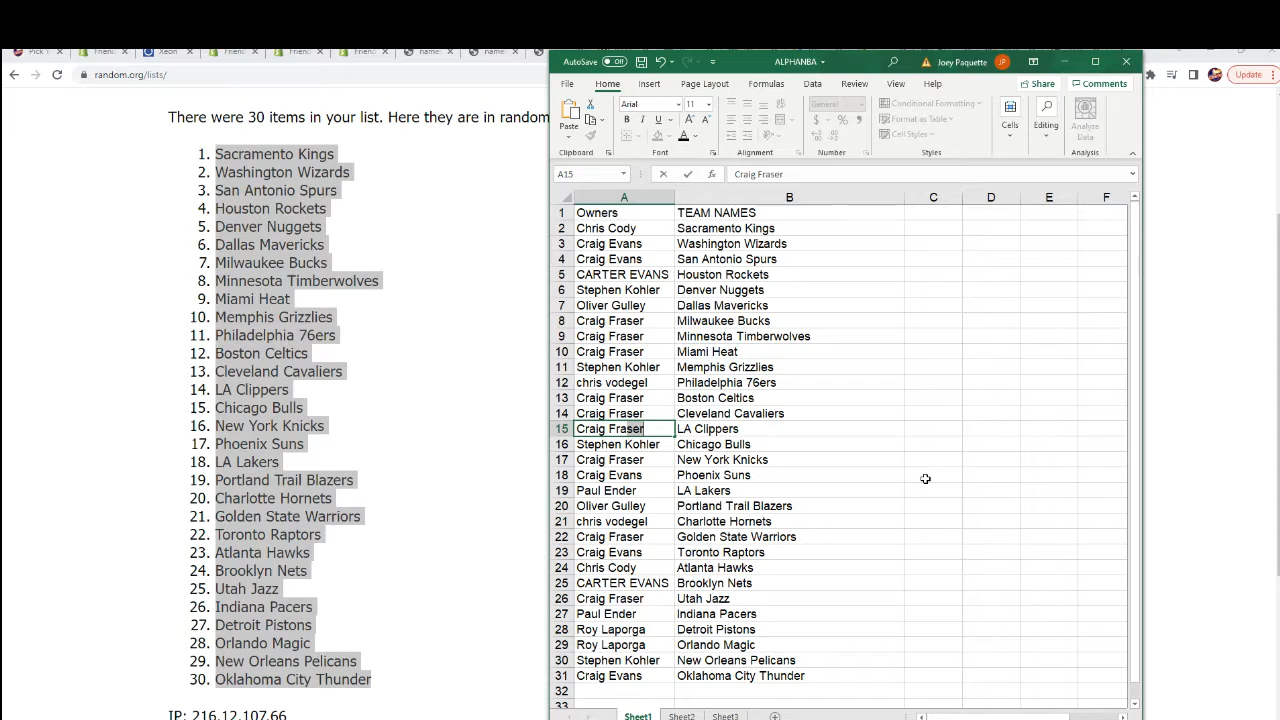 Pick
Friend
Xeon
Friend
Friend
Friend
name:
name:
random.org/lists/
Update
There were 30 items in your list. Here they are in random
1. Sacramento Kings
2. Washington Wizards
3. San Antonio Spurs
4. Houston Rockets
5. Denver Nuggets
6. Dallas Mavericks
7. Milwaukee Bucks
8. Minnesota Timberwolves
9. Miami Heat
10. Memphis Grizzlies
11. Philadelphia 76ers
12. Boston Celtics
13. Cleveland Cavaliers
14. LA Clippers
15. Chicago Bulls
16. New York Knicks
17. Phoenix Suns
18. LA Lakers
19. Portland Trail Blazers
20. Charlotte Hornets
21. Golden State Warriors
22. Toronto Raptors
23. Atlanta Hawks
24. Brooklyn Nets
25. Utah Jazz
26. Indiana Pacers
27. Detroit Pistons
28. Orlando Magic
29. New Orleans Pelicans
30. Oklahoma City Thunder
IP: 216.12.107.66
AutoSave Off ALPHANBA Joey Paquette JP
File Home Insert Page Layout Formulas Data Review View Help Share Comments
Arial 11 General Conditional Formatting
Format as Table
Paste B I U Cell Styles Cells Editing Analyze Data
Clipboard Font Alignment Number Styles Analysis
A15 fx Craig Fraser
A B C D E F
1 Owners TEAM NAMES
2 Chris Cody Sacramento Kings
3 Craig Evans Washington Wizards
4 Craig Evans San Antonio Spurs
5 CARTER EVANS Houston Rockets
6 Stephen Kohler Denver Nuggets
7 Oliver Gulley Dallas Mavericks
8 Craig Fraser Milwaukee Bucks
9 Craig Fraser Minnesota Timberwolves
10 Craig Fraser Miami Heat
11 Stephen Kohler Memphis Grizzlies
12 chris vodegel Philadelphia 76ers
13 Craig Fraser Boston Celtics
14 Craig Fraser Cleveland Cavaliers
15 Craig Fraser LA Clippers
16 Stephen Kohler Chicago Bulls
17 Craig Fraser New York Knicks
18 Craig Evans Phoenix Suns
19 Paul Ender LA Lakers
20 Oliver Gulley Portland Trail Blazers
21 chris vodegel Charlotte Hornets
22 Craig Fraser Golden State Warriors
23 Craig Evans Toronto Raptors
24 Chris Cody Atlanta Hawks
25 CARTER EVANS Brooklyn Nets
26 Craig Fraser Utah Jazz
27 Paul Ender Indiana Pacers
28 Roy Laporga Detroit Pistons
29 Roy Laporga Orlando Magic
30 Stephen Kohler New Orleans Pelicans
31 Craig Evans Oklahoma City Thunder
32
33
Sheet1 Sheet2 Sheet3